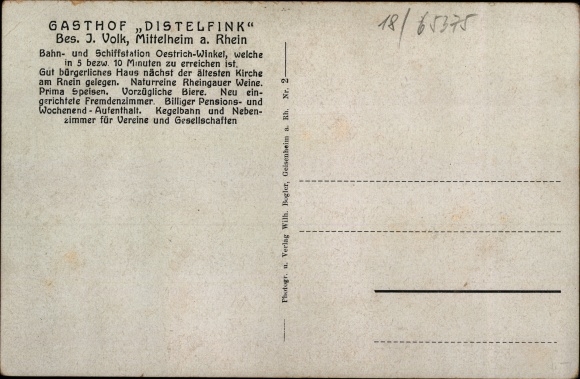 GASTHOF „DISTELFINK“
Bes. J. Volk, Mittelheim a. Rhein
Bahn- und Schiffstation Oestrich-Winkel, welche
in 5 bezw. 10 Minuten zu erreichen ist.
Gut bürgerliches Haus nächst der ältesten Kirche
am Rhein gelegen. Naturreine Rheingauer Weine.
Prima Speisen. Vorzügliche Biere. Neu ein-
gerichtete Fremdenzimmer. Billiger Pensions- und
Wochenend-Aufenthalt. Kegelbahn und Neben-
zimmer für Vereine und Gesellschaften
Photogr. u. Verlag Wilh. Bogler, Geisenheim a. Rh. Nr. 2
18/65375